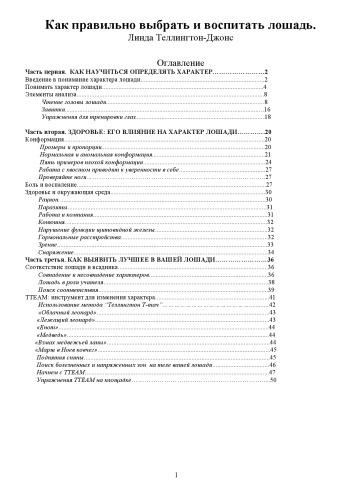 Как правильно выбрать и воспитать лошадь.
Линда Теллингтон-Джонс
Оглавление
Часть первая. КАК НАУЧИТЬСЯ ОПРЕДЕЛЯТЬ ХАРАКТЕР……………………2
Введение в понимание характера лошади.....2
Понимать характер лошади.....4
Элементы анализа.....8
Чтение головы лошади.....8
Завитки.....16
Упражнения для тренировки глаз.....18
Часть вторая. ЗДОРОВЬЕ: ЕГО ВЛИЯНИЕ НА ХАРАКТЕР ЛОШАДИ…………20
Конформация.....20
Промеры и пропорции.....20
Нормальная и аномальная конформация.....21
Пять примеров плохой конформации.....24
Работа с хвостом приводит к уверенности в себе.....27
Проверяйте ноги.....27
Боль и воспаление.....27
Здоровье и окружающая среда.....30
Рацион.....30
Паразиты.....31
Работа и компания.....31
Конюшня.....32
Нарушение функции щитовидной железы.....32
Гормональные расстройства.....32
Зрение.....33
Снаряжение.....34
Часть третья. КАК ВЫЯВИТЬ ЛУЧШЕЕ В ВАШЕЙ ЛОШАДИ……………………36
Соответствие лошади и всадника.....36
Совпадение и несовпадение характеров.....36
Лошадь в роли учителя.....38
Поиск соответствия.....39
TTEAM: инструмент для изменения характера.....41
Использование метода "Теллингтон Т-тач".....42
«Облачный леопард».....43
«Лежащий леопард».....43
«Енот».....44
«Медведь».....44
«Взмах медвежьей лапы».....44
«Марш в Ноев ковчег».....45
Поднятия спины.....45
Поиск болезненных и напряженных зон на теле вашей лошади.....46
Начнем с TTEAM.....47
Упражнения TTEAM на площадке.....50
1